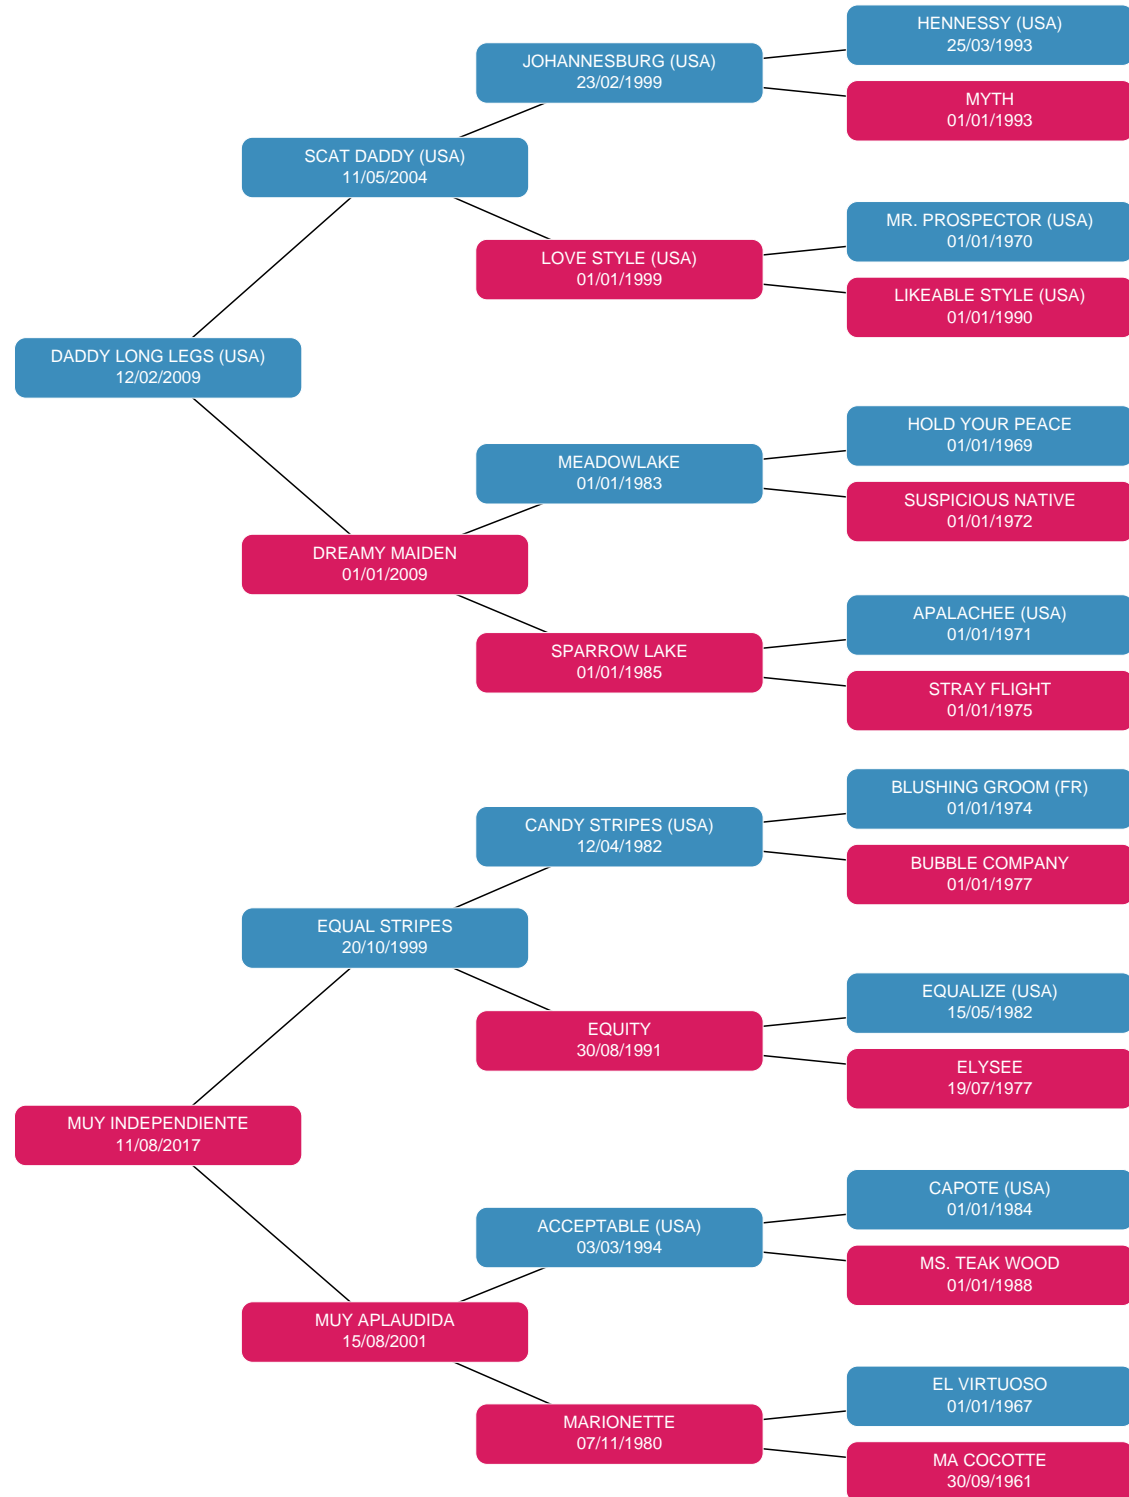 HENNESSY (USA)
25/03/1993
JOHANNESBURG (USA)
23/02/1999
MYTH
01/01/1993
SCAT DADDY (USA)
11/05/2004
MR. PROSPECTOR (USA)
01/01/1970
LOVE STYLE (USA)
01/01/1999
LIKEABLE STYLE (USA)
01/01/1990
DADDY LONG LEGS (USA)
12/02/2009
HOLD YOUR PEACE
01/01/1969
MEADOWLAKE
01/01/1983
SUSPICIOUS NATIVE
01/01/1972
DREAMY MAIDEN
01/01/2009
APALACHEE (USA)
01/01/1971
SPARROW LAKE
01/01/1985
STRAY FLIGHT
01/01/1975
BLUSHING GROOM (FR)
01/01/1974
CANDY STRIPES (USA)
12/04/1982
BUBBLE COMPANY
01/01/1977
EQUAL STRIPES
20/10/1999
EQUALIZE (USA)
15/05/1982
EQUITY
30/08/1991
ELYSEE
19/07/1977
MUY INDEPENDIENTE
11/08/2017
CAPOTE (USA)
01/01/1984
ACCEPTABLE (USA)
03/03/1994
MS. TEAK WOOD
01/01/1988
MUY APLAUDIDA
15/08/2001
EL VIRTUOSO
01/01/1967
MARIONETTE
07/11/1980
MA COCOTTE
30/09/1961